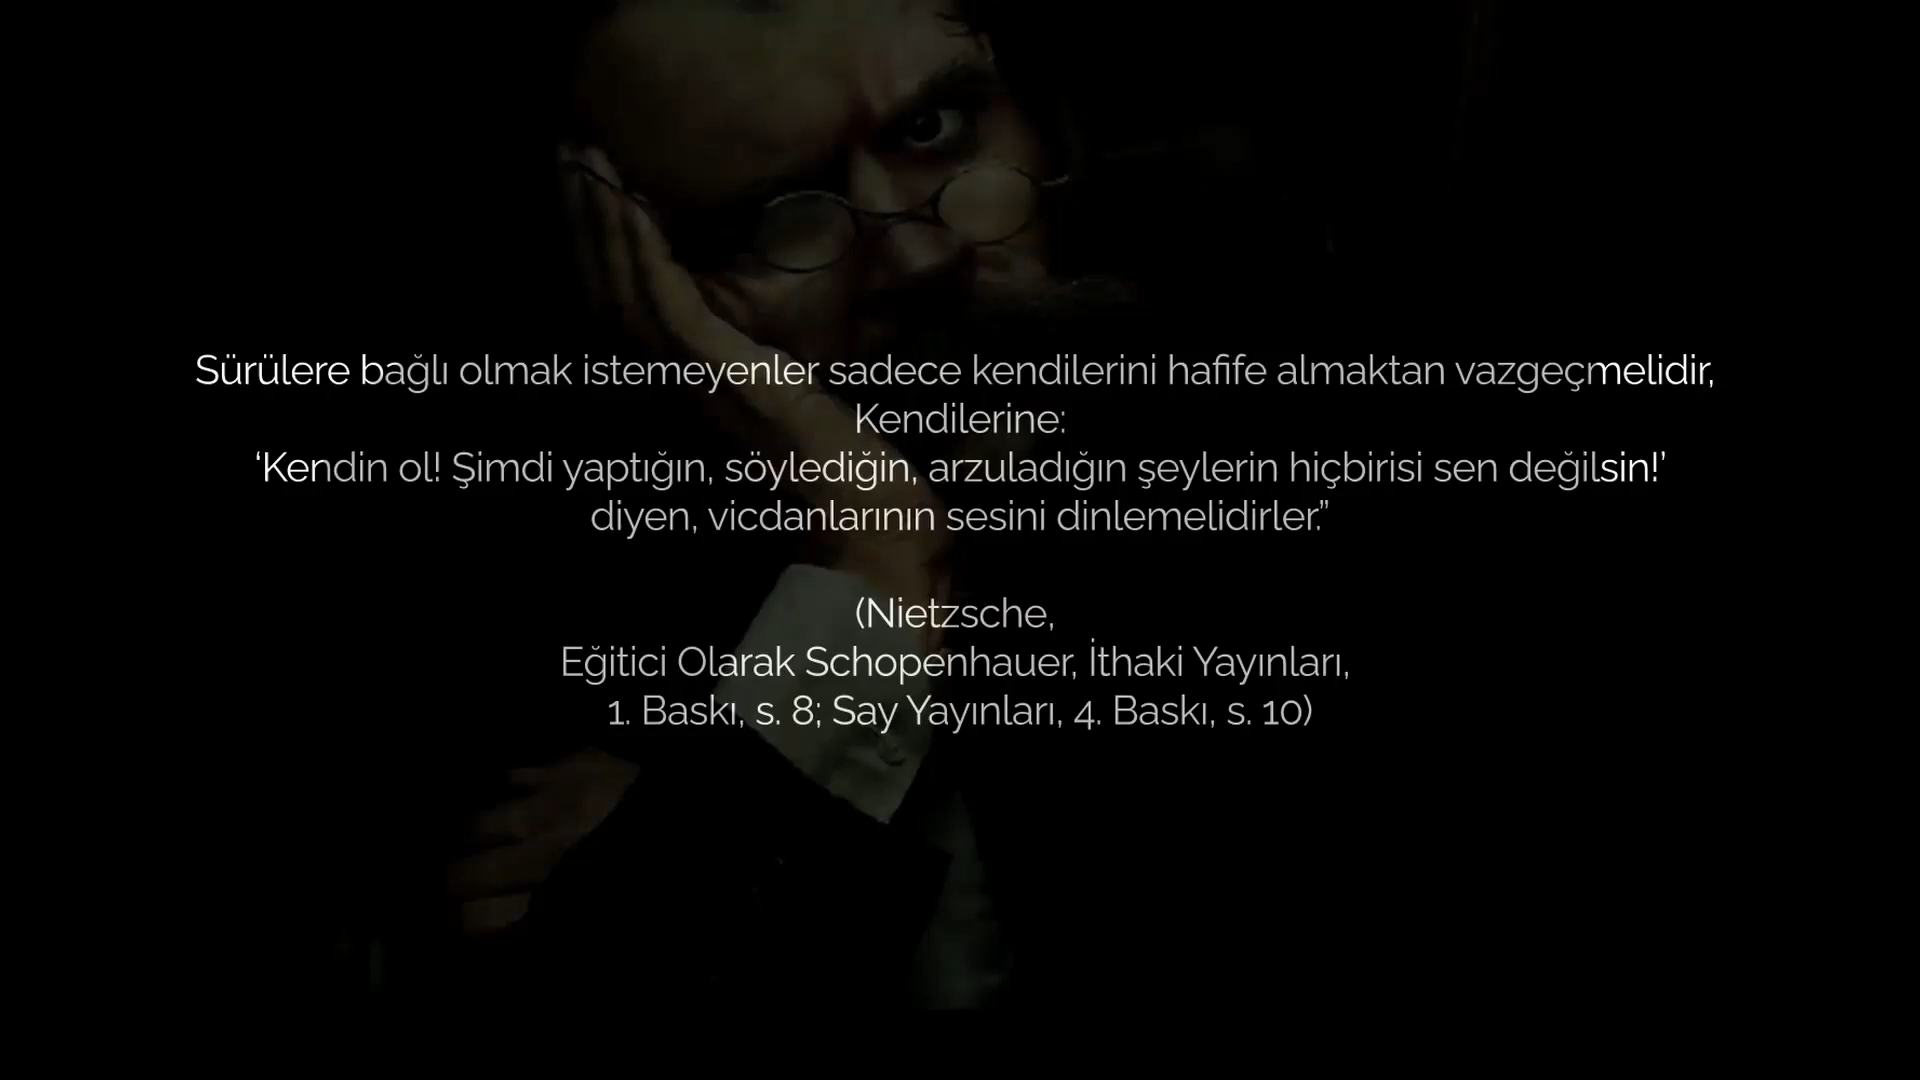 Sürülere bağlı olmak istemeyenler sadece kendilerini hafife almaktan vazgeçmelidir,
Kendilerine:
‘Kendin ol! Şimdi yaptığın, söylediğin, arzuladığın şeylerin hiçbirisi sen değilsin!’
diyen, vicdanlarının sesini dinlemelidirler.”
(Nietzsche,
Eğitici Olarak Schopenhauer, İthaki Yayınları,
1. Baskı, s. 8; Say Yayınları, 4. Baskı, s. 10)